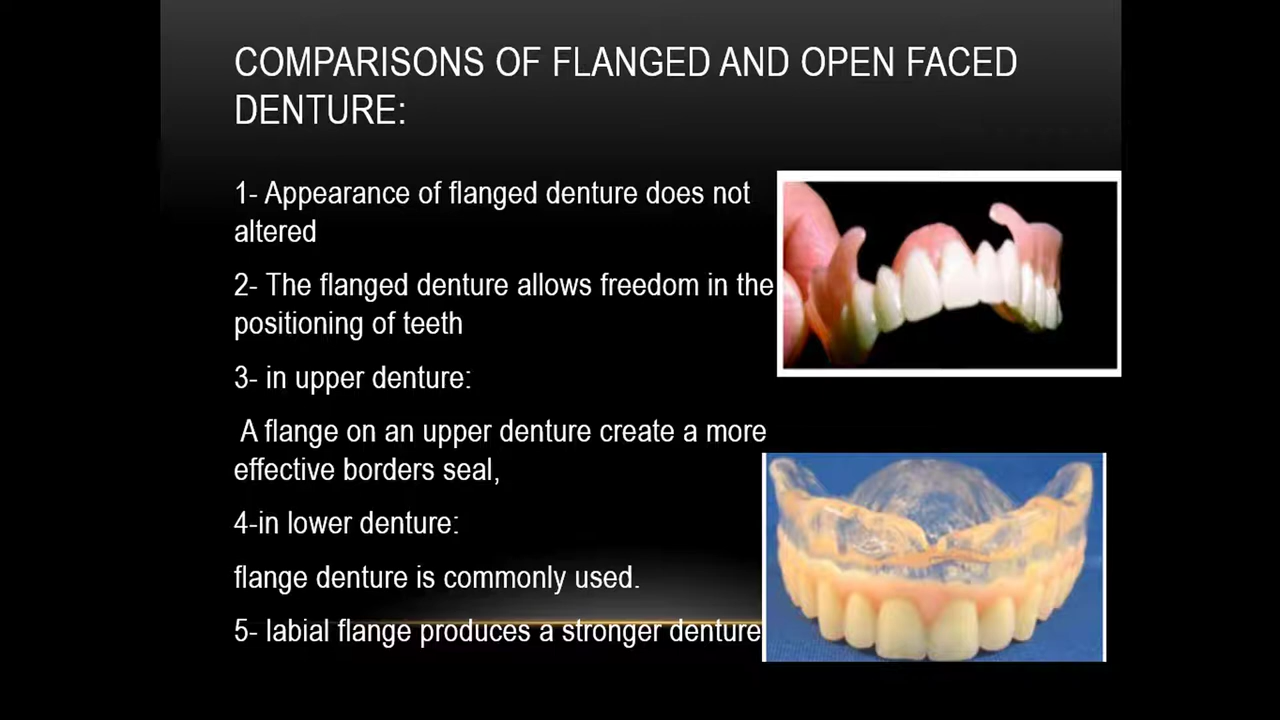 COMPARISONS OF FLANGED AND OPEN FACED
DENTURE:
1- Appearance of flanged denture does not
altered
2- The flanged denture allows freedom in the
positioning of teeth
3- in upper denture:
A flange on an upper denture create a more
effective borders seal,
4-in lower denture:
flange denture is commonly used.
5- labial flange produces a stronger denture